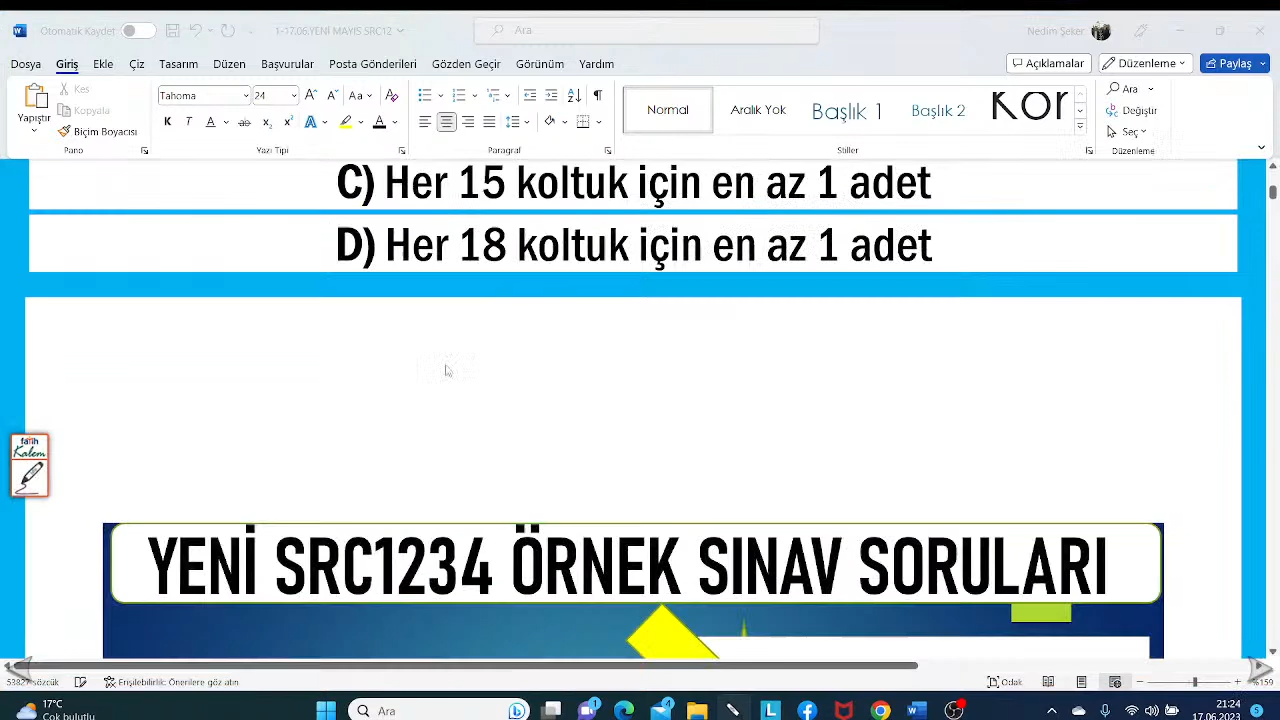 Otomatik Kaydet
1-17.06.YENİ MAYIS SRC12
Ara
Nedim Şeker
Dosya Giriş Ekle Çiz Tasarım Düzen Başvurular Posta Gönderileri Gözden Geçir Görünüm Yardım
Açıklamalar Düzenleme Paylaş
Yapıştır
Kes
Kopyala
Biçim Boyacısı
Pano
Tahoma 24
Yazı Tipi
Paragraf
Normal Aralık Yok Başlık 1 Başlık 2 Kor
Stiller
Ara
Değiştir
Seç
Düzenleme
C) Her 15 koltuk için en az 1 adet
D) Her 18 koltuk için en az 1 adet
fatih
Kalem
YENİ SRC1234 ÖRNEK SINAV SORULARI
53827 sözcük
Erişilebilirlik: Önerilere göz atın
Odak
%159
17°C
Çok bulutlu
Ara
21:24
17.06.2023